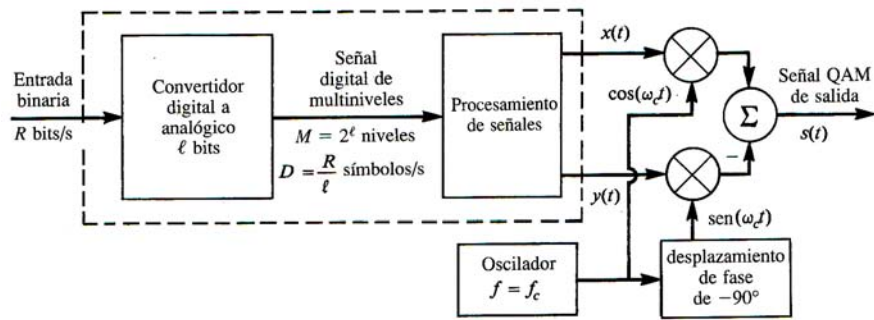 Entrada
binaria
R bits/s
Convertidor
digital a
analógico
ℓ bits
Señal
digital de
multiniveles
M = 2^ℓ niveles
D = R/ℓ símbolos/s
Procesamiento
de señales
x(t)
cos(ω_c t)
y(t)
sen(ω_c t)
Σ
−
Señal QAM
de salida
s(t)
Oscilador
f = f_c
desplazamiento
de fase
de −90°